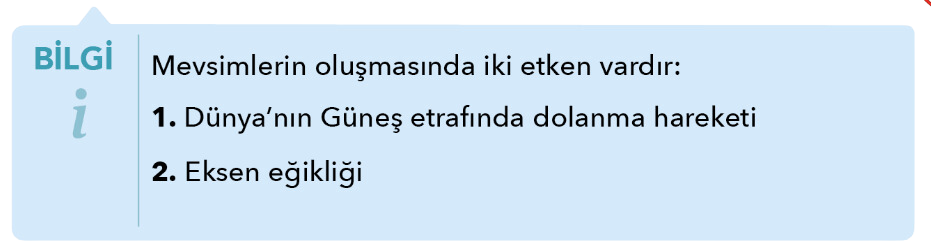 BİLGİ
i
Mevsimlerin oluşmasında iki etken vardır:
1. Dünya’nın Güneş etrafında dolanma hareketi
2. Eksen eğikliği